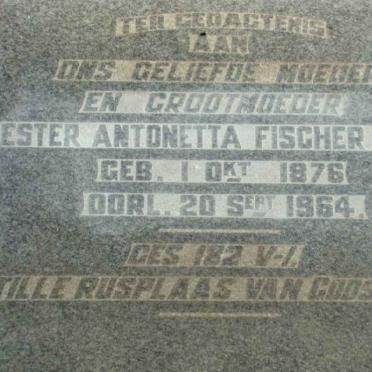 TER GEDAGTENIS
AAN
ONS GELIEFDE MOEDER
EN GROOTMOEDER
ESTER ANTONETTA FISCHER
GEB. 1 OKT 1876
OORL. 20 SEPT 1964.
GES 182 V-1.
TILLE RUSPLAAS VAN GODS